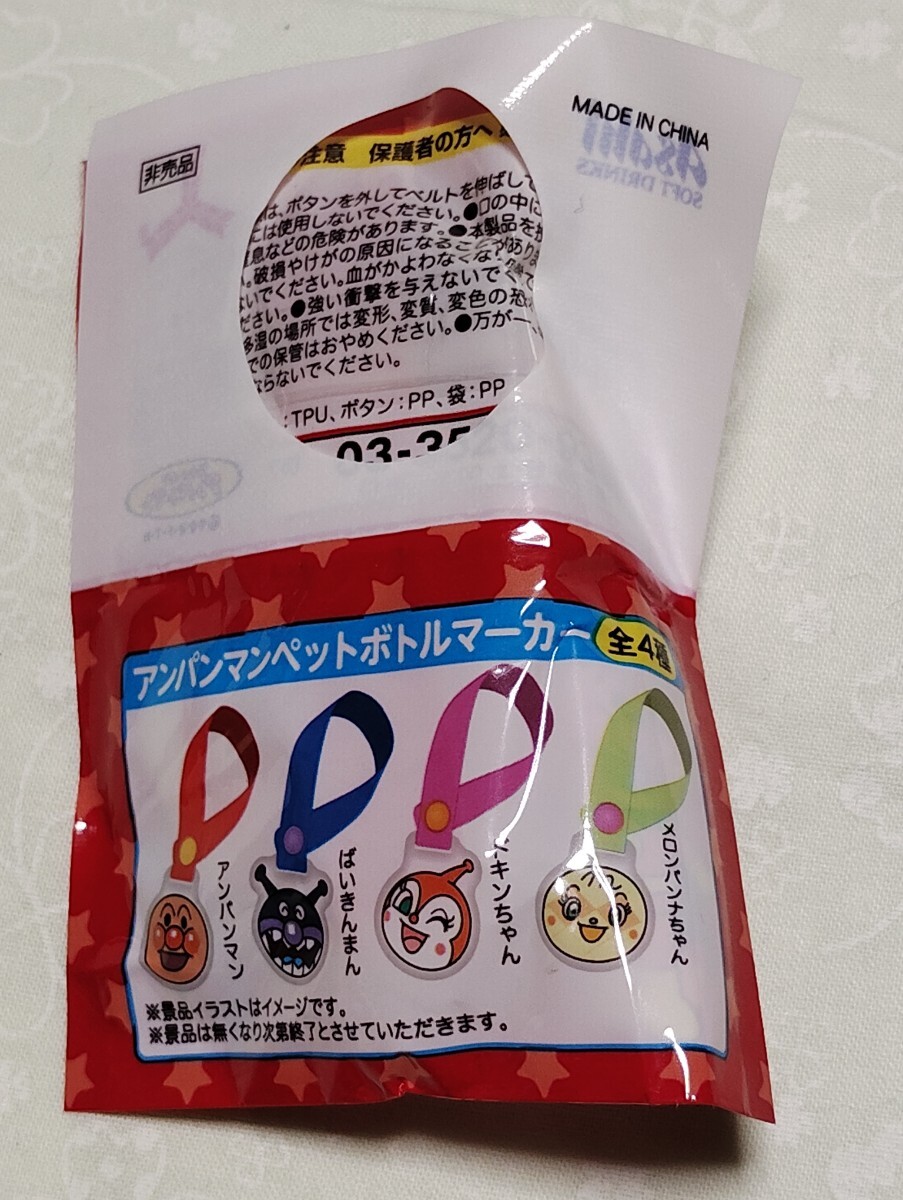 MADE IN CHINA
Asahi
SOFT DRINKS
非売品
注意 保護者の方へ
は、ボタンを外してベルトを伸ばして
には使用しないでください。●口の中に
息などの危険があります。●本製品を
。破損やけがの原因になることがあり
いでください。血がかよわなくな
ださい。●強い衝撃を与えないで
多湿の場所では変形、変質、変色の恐
での保管はおやめください。●万が一、
ならないでください。
:TPU、ボタン:PP、袋:PP
03-35
アンパンマンペットボトルマーカー 全4種
アンパンマン
ばいきんまん
キンちゃん
メロンパンナちゃん
※景品イラストはイメージです。
※景品は無くなり次第終了とさせていただきます。